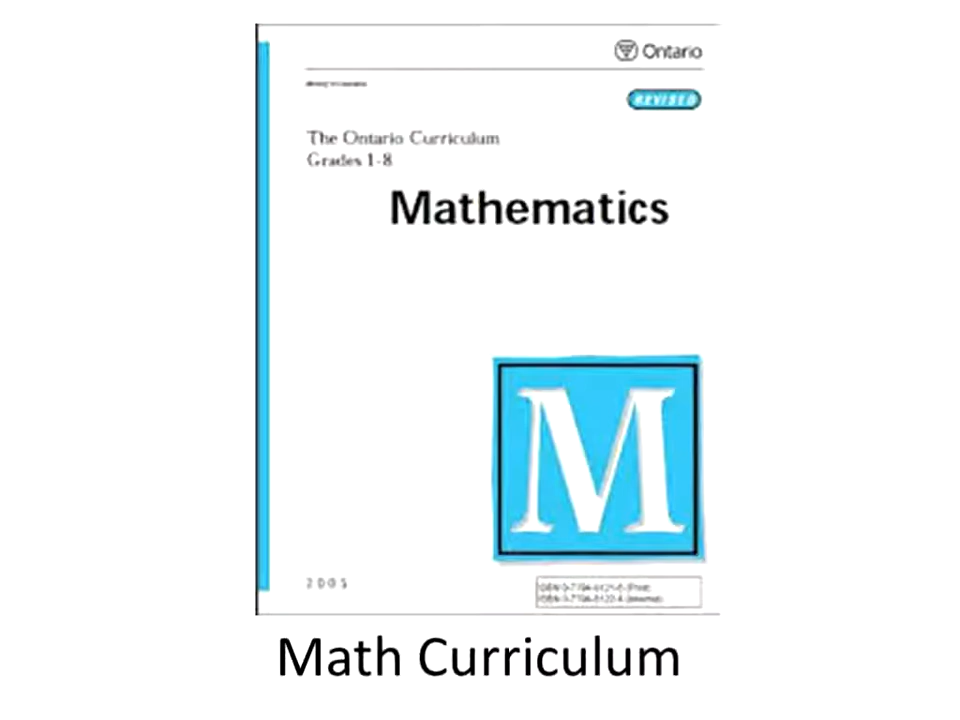 Ontario
REVISED
The Ontario Curriculum
Grades 1-8
Mathematics
M
2005
Math Curriculum